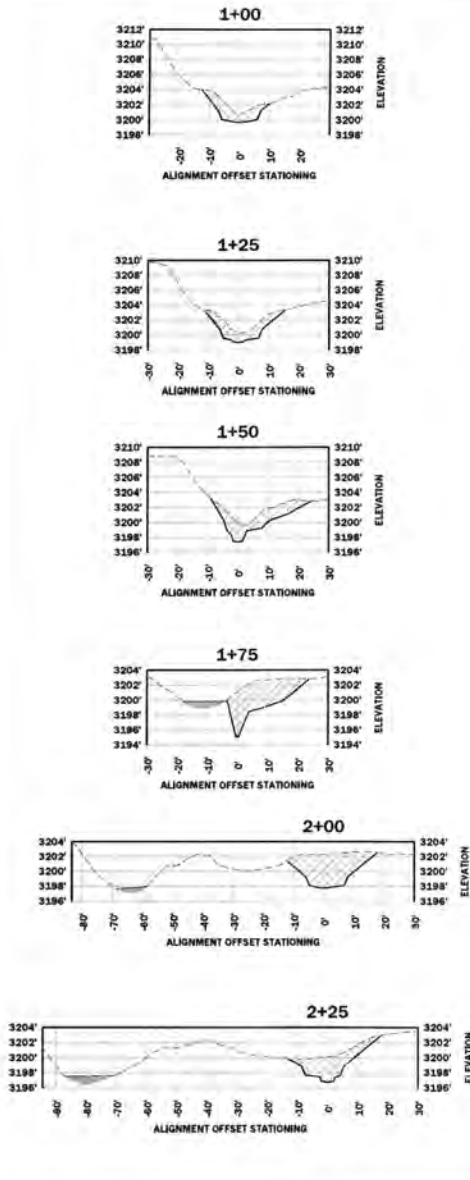 1+00
3212' 3212'
3210' 3210'
3208' 3208'
3206' 3206'
3204' 3204'
3202' 3202'
3200' 3200'
3198' 3198'
ELEVATION
-20' -10' 0' 10' 20'
ALIGNMENT OFFSET STATIONING
1+25
3210' 3210'
3208' 3208'
3206' 3206'
3204' 3204'
3202' 3202'
3200' 3200'
3198' 3198'
ELEVATION
-30' -20' -10' 0' 10' 20' 30'
ALIGNMENT OFFSET STATIONING
1+50
3210' 3210'
3208' 3208'
3206' 3206'
3204' 3204'
3202' 3202'
3200' 3200'
3198' 3198'
3196' 3196'
ELEVATION
-30' -20' -10' 0' 10' 20' 30'
ALIGNMENT OFFSET STATIONING
1+75
3204' 3204'
3202' 3202'
3200' 3200'
3198' 3198'
3196' 3196'
3194' 3194'
ELEVATION
-30' -20' -10' 0' 10' 20' 30'
ALIGNMENT OFFSET STATIONING
2+00
3204' 3204'
3202' 3202'
3200' 3200'
3198' 3198'
3196' 3196'
ELEVATION
-80' -70' -60' -50' -40' -30' -20' -10' 0' 10' 20' 30'
ALIGNMENT OFFSET STATIONING
2+25
3204' 3204'
3202' 3202'
3200' 3200'
3198' 3198'
3196' 3196'
ELEVATION
-90' -80' -70' -60' -50' -40' -30' -20' -10' 0' 10' 20' 30'
ALIGNMENT OFFSET STATIONING